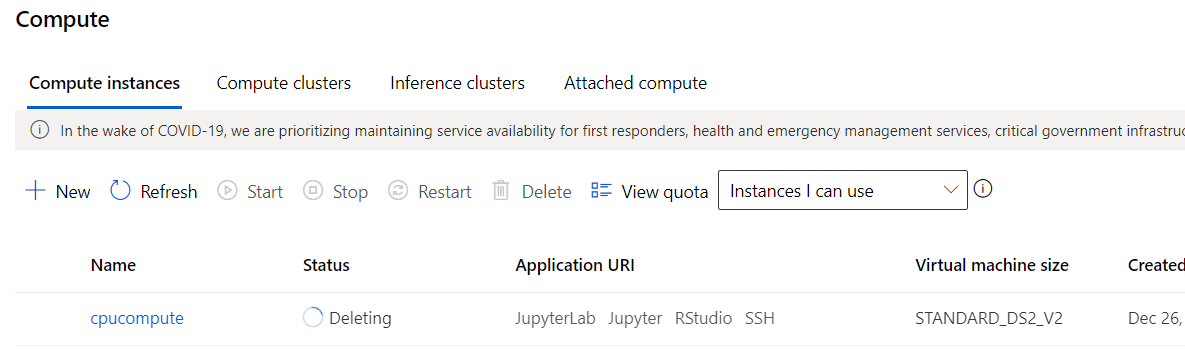 Compute
Compute instances Compute clusters Inference clusters Attached compute
In the wake of COVID-19, we are prioritizing maintaining service availability for first responders, health and emergency management services, critical government
New Refresh Start Stop Restart Delete View quota Instances I can use
Name Status Application URI Virtual machine size Created
cpucompute Deleting JupyterLab Jupyter RStudio SSH STANDARD_DS2_V2 Dec 26,